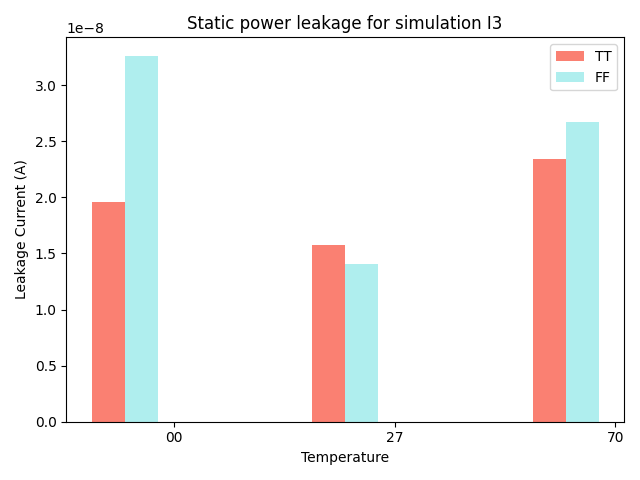 Static power leakage for simulation I3
1e−8
TT
FF
3.0
2.5
2.0
1.5
1.0
0.5
0.0
Leakage Current (A)
00 27 70
Temperature